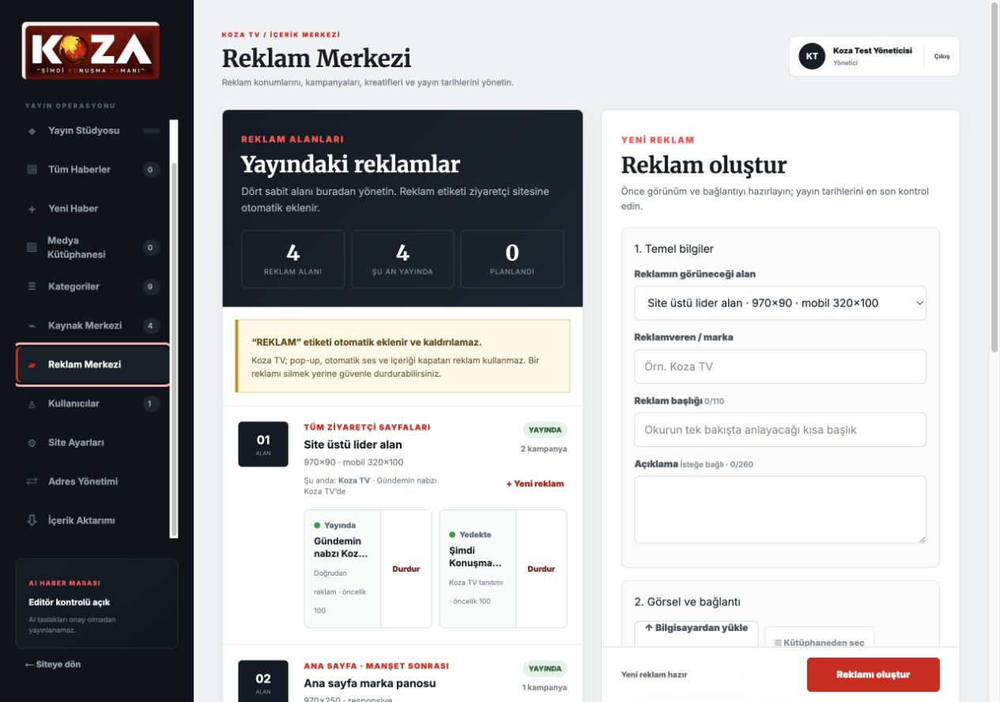 KOZA
"ŞİMDİ KONUŞMA ZAMANI"
YAYIN OPERASYONU
Yayın Stüdyosu
Tüm Haberler 0
Yeni Haber
Medya
Kütüphanesi 0
Kategoriler 9
Kaynak Merkezi 4
Reklam Merkezi
Kullanıcılar 1
Site Ayarları
Adres Yönetimi
İçerik Aktarımı
AI HABER MASASI
Editör kontrolü açık
AI taslakları onay olmadan
yayınlanamaz.
← Siteye dön
KOZA TV / İÇERİK MERKEZİ
Reklam Merkezi
Reklam konumlarını, kampanyaları, kreatifleri ve yayın tarihlerini yönetin.
KT
Koza Test Yöneticisi
Yönetici
Çıkış
REKLAM ALANLARI
Yayındaki reklamlar
Dört sabit alanı buradan yönetin. Reklam etiketi ziyaretçi sitesine
otomatik eklenir.
4
REKLAM ALANI
4
ŞU AN YAYINDA
0
PLANLANDI
“REKLAM” etiketi otomatik eklenir ve kaldırılamaz.
Koza TV; pop-up, otomatik ses ve içeriği kapatan reklam kullanmaz. Bir
reklamı silmek yerine güvenle durdurabilirsiniz.
01
ALAN
TÜM ZİYARETÇİ SAYFALARI
Site üstü lider alan
970×90 · mobil 320×100
Şu anda: Koza TV · Gündemin nabzı
Koza TV'de
YAYINDA
2 kampanya
+ Yeni reklam
Yayında
Gündemin
nabzı Koz...
Doğrudan
reklam · öncelik
100
Durdur
Yedekte
Şimdi
Konuşma...
Koza TV tanıtımı
· öncelik 100
Durdur
02
ALAN
ANA SAYFA · MANŞET SONRASI
Ana sayfa marka panosu
970×250 · responsive
YAYINDA
1 kampanya
YENİ REKLAM
Reklam oluştur
Önce görünüm ve bağlantıyı hazırlayın; yayın tarihlerini en son kontrol
edin.
1. Temel bilgiler
Reklamın görüneceği alan
Site üstü lider alan · 970×90 · mobil 320×100
Reklamveren / marka
Örn. Koza TV
Reklam başlığı 0/110
Okurun tek bakışta anlayacağı kısa başlık
Açıklama İsteğe bağlı · 0/260
2. Görsel ve bağlantı
↑ Bilgisayardan yükle
Kütüphaneden seç
Yeni reklam hazır
Reklamı oluştur